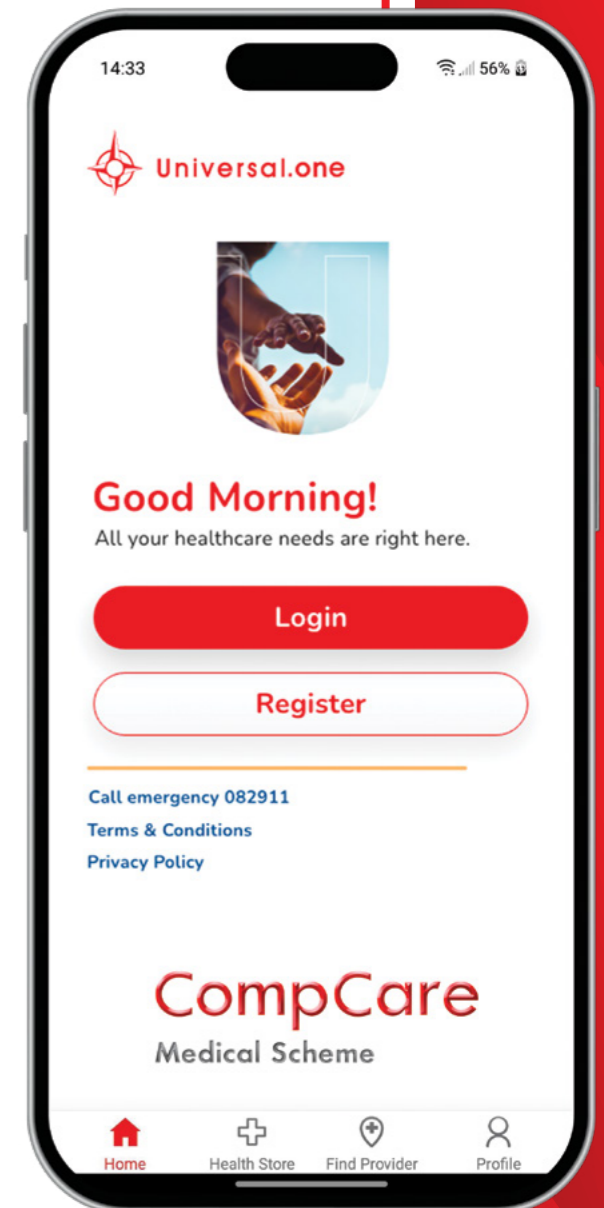 14:33
56%
Universal.one
Good Morning!
All your healthcare needs are right here.
Login
Register
Call emergency 082911
Terms & Conditions
Privacy Policy
CompCare
Medical Scheme
Home Health Store Find Provider Profile